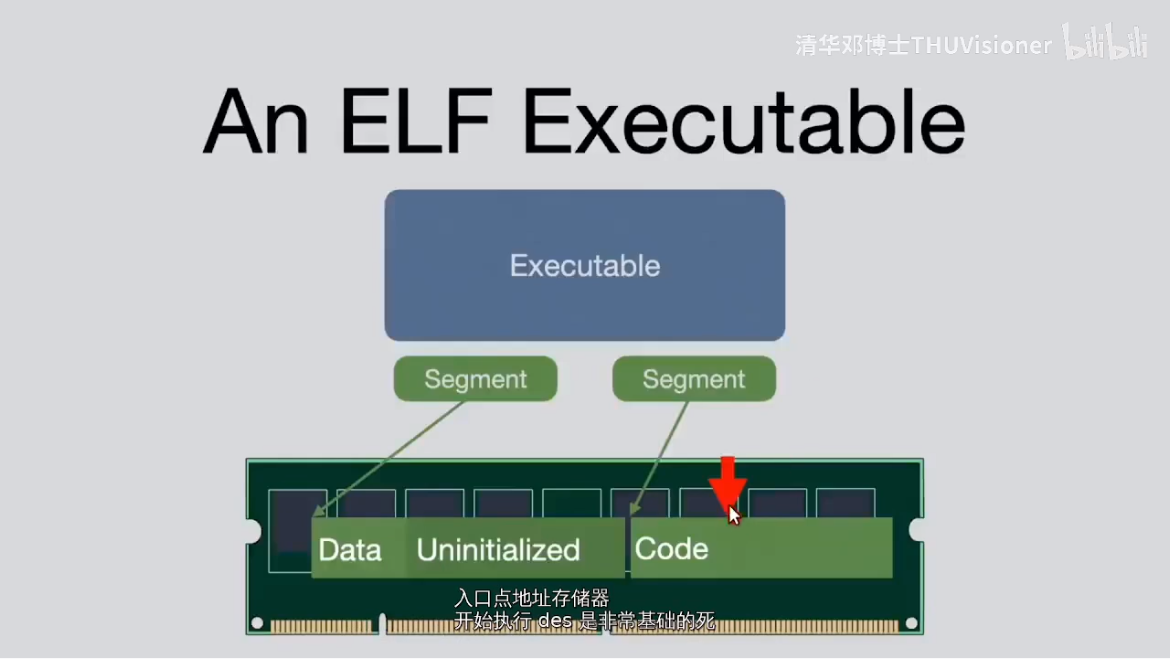 清华邓博士THUVisioner bilibili
An ELF Executable
Executable
Segment Segment
Data Uninitialized Code
入口点地址存储器
开始执行 des 是非常基础的死